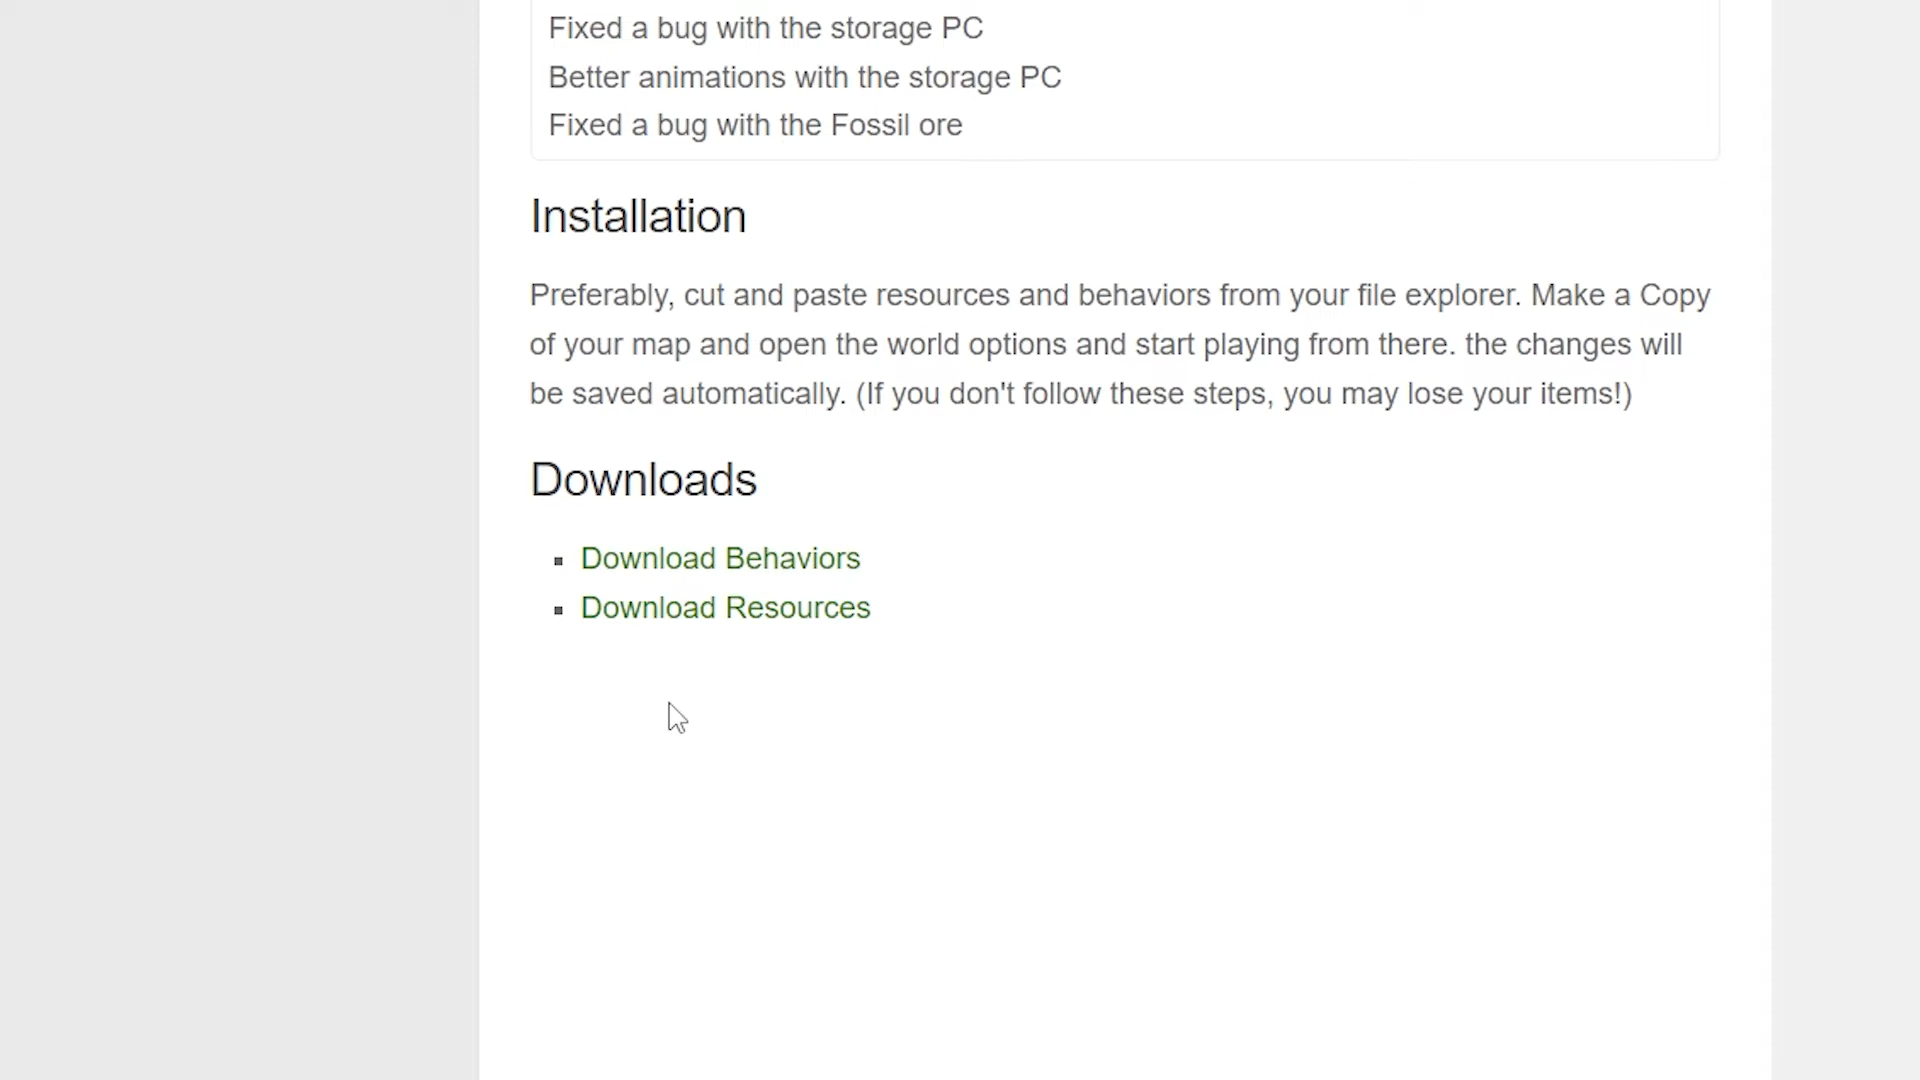 Fixed a bug with the storage PC
Better animations with the storage PC
Fixed a bug with the Fossil ore
Installation
Preferably, cut and paste resources and behaviors from your file explorer. Make a Copy
of your map and open the world options and start playing from there. the changes will
be saved automatically. (If you don't follow these steps, you may lose your items!)
Downloads
Download Behaviors
Download Resources